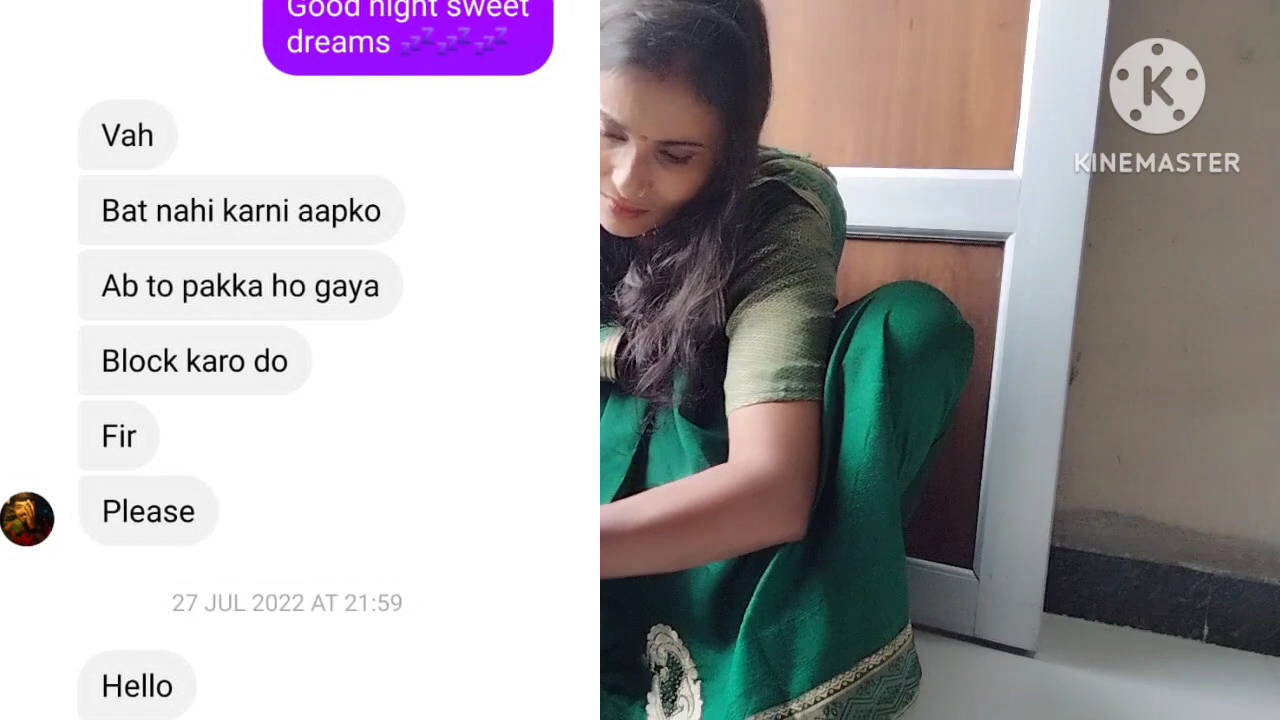 Good night sweet
dreams 💤💤💤
Vah
Bat nahi karni aapko
Ab to pakka ho gaya
Block karo do
Fir
Please
27 JUL 2022 AT 21:59
Hello
K
KINEMASTER